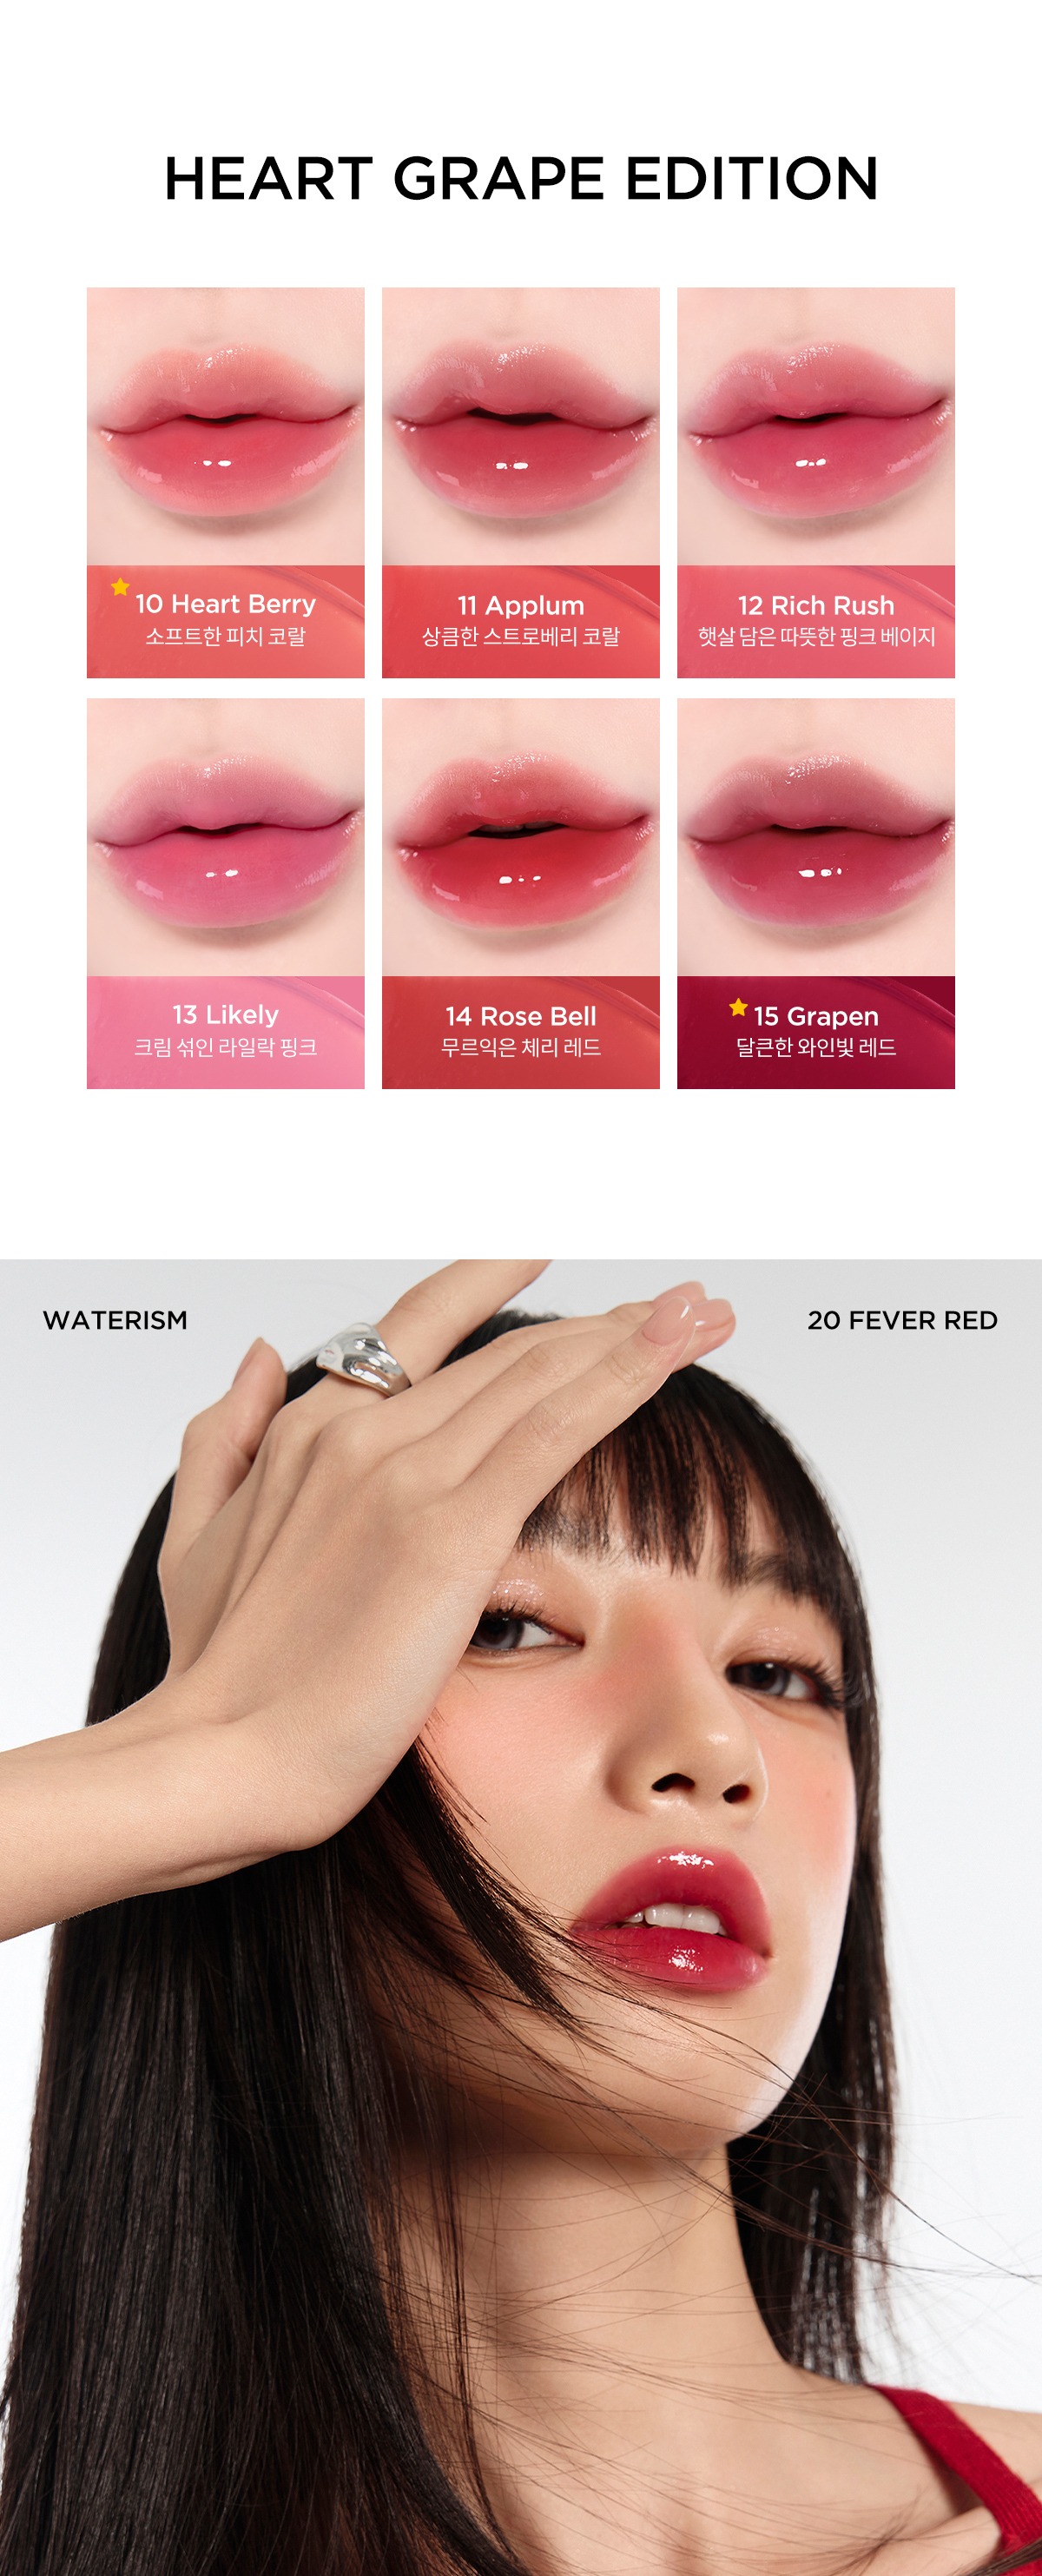 HEART GRAPE EDITION
10 Heart Berry
소프트한 피치 코랄
11 Applum
상큼한 스트로베리 코랄
12 Rich Rush
햇살 담은 따뜻한 핑크 베이지
13 Likely
크림 섞인 라일락 핑크
14 Rose Bell
무르익은 체리 레드
15 Grapen
달큰한 와인빛 레드
WATERISM
20 FEVER RED